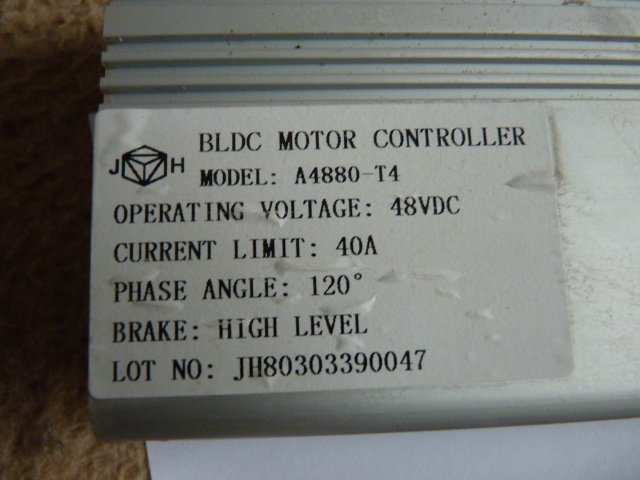 BLDC MOTOR CONTROLLER
J H
MODEL: A4880-T4
OPERATING VOLTAGE: 48VDC
CURRENT LIMIT: 40A
PHASE ANGLE: 120°
BRAKE: HIGH LEVEL
LOT NO: JH80303390047